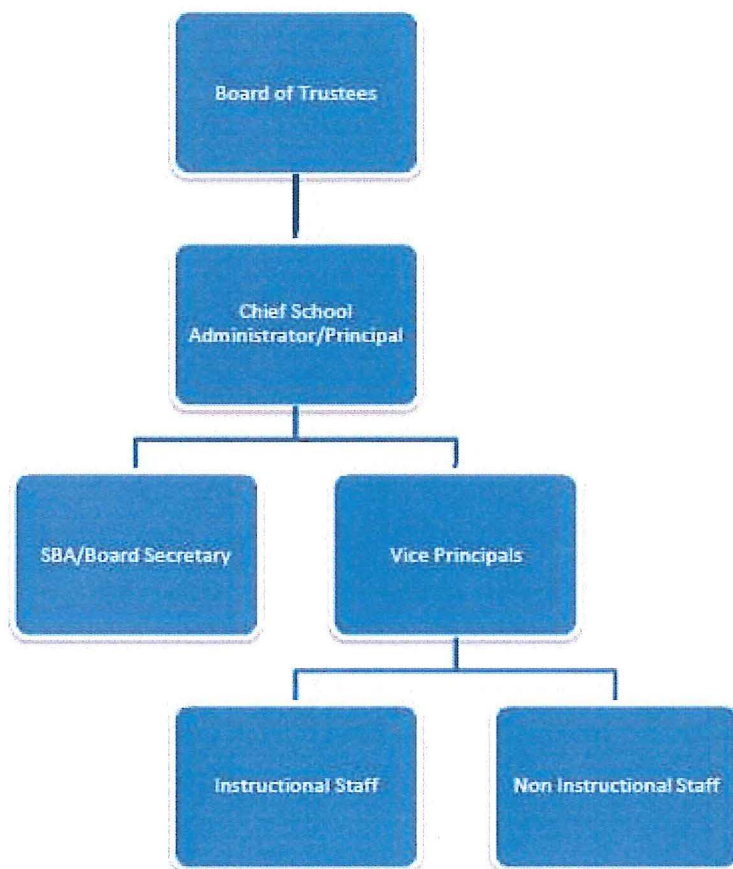 Board of Trustees
Chief School
Administrator/Principal
SBA/Board Secretary
Vice Principals
Instructional Staff
Non Instructional Staff